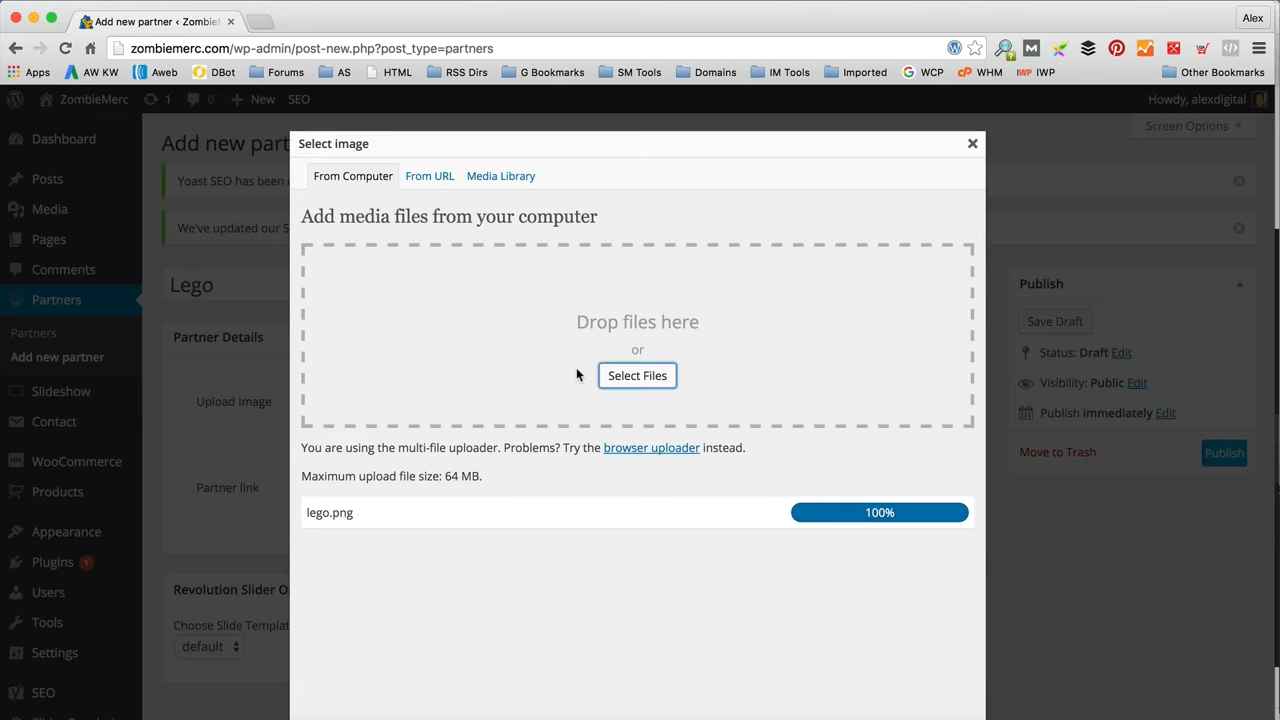 Add new partner ‹ Zombie
Alex
zombiemerc.com/wp-admin/post-new.php?post_type=partners
Apps AW KW Aweb DBot Forums AS HTML RSS Dirs G Bookmarks SM Tools Domains IM Tools Imported WCP WHM IWP IWP Other Bookmarks
ZombieMerc 1 0 New SEO Howdy, alexdigital
Dashboard
Posts
Media
Pages
Comments
Partners
Partners
Add new partner
Slideshow
Contact
WooCommerce
Products
Appearance
Plugins 1
Users
Tools
Settings
SEO
Add new part
Screen Options
Yoast SEO has been
We've updated our S
Lego
Partner Details
Upload image
Partner link
Revolution Slider O
Choose Slide Templat
default
Select image
From Computer From URL Media Library
Add media files from your computer
Drop files here
or
Select Files
You are using the multi-file uploader. Problems? Try the browser uploader instead.
Maximum upload file size: 64 MB.
lego.png 100%
Publish
Save Draft
Status: Draft Edit
Visibility: Public Edit
Publish immediately Edit
Move to Trash Publish